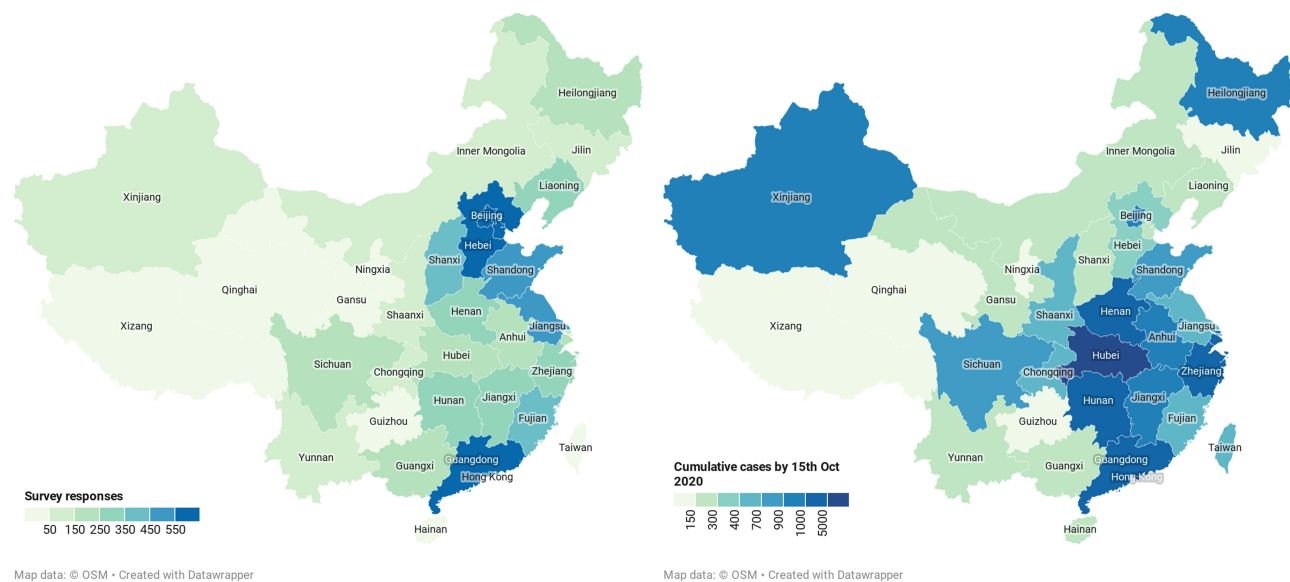 Heilongjiang
Inner Mongolia
Jilin
Liaoning
Xinjiang
Beijing
Hebei
Shanxi
Ningxia
Shandong
Qinghai
Gansu
Shaanxi
Henan
Xizang
Jiangsu
Anhui
Sichuan
Hubei
Chongqing
Zhejiang
Hunan
Jiangxi
Guizhou
Fujian
Yunnan
Guangxi
Guangdong
Taiwan
Hong Kong
Hainan
Survey responses
50 150 250 350 450 550
Map data: © OSM • Created with Datawrapper
Heilongjiang
Inner Mongolia
Jilin
Liaoning
Xinjiang
Beijing
Hebei
Shanxi
Ningxia
Shandong
Qinghai
Gansu
Shaanxi
Henan
Xizang
Jiangsu
Anhui
Sichuan
Hubei
Chongqing
Zhejiang
Hunan
Jiangxi
Guizhou
Fujian
Yunnan
Guangxi
Guangdong
Taiwan
Hong Kong
Hainan
Cumulative cases by 15th Oct
2020
150 300 400 700 900 1000 5000
Map data: © OSM • Created with Datawrapper